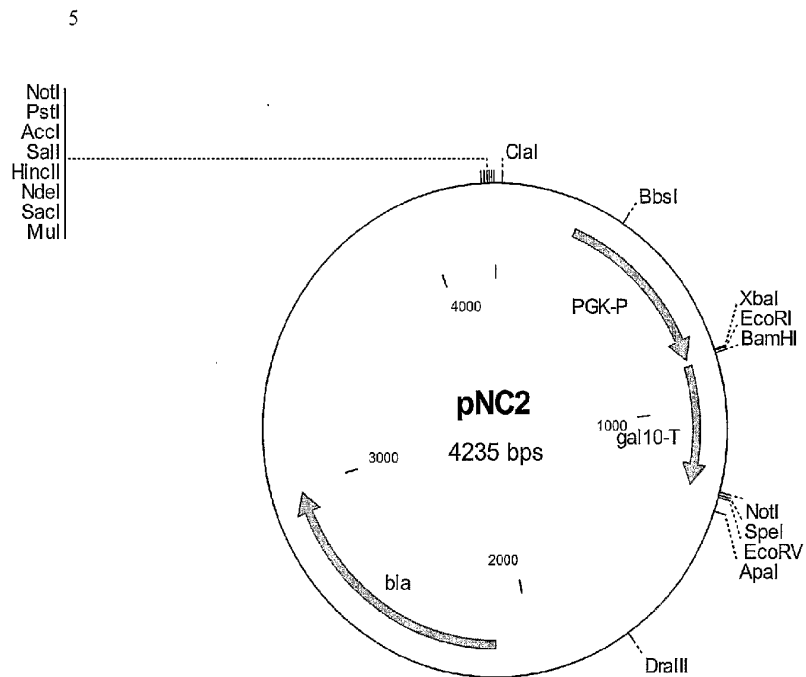 5
NotI
PstI
AccI
SalI
HincII
NdeI
SacI
MluI
ClaI
BbsI
XbaI
EcoRI
BamHI
PGK-P
4000
pNC2
4235 bps
1000
gal10-T
3000
NotI
SpeI
EcoRV
ApaI
2000
bla
DraIII